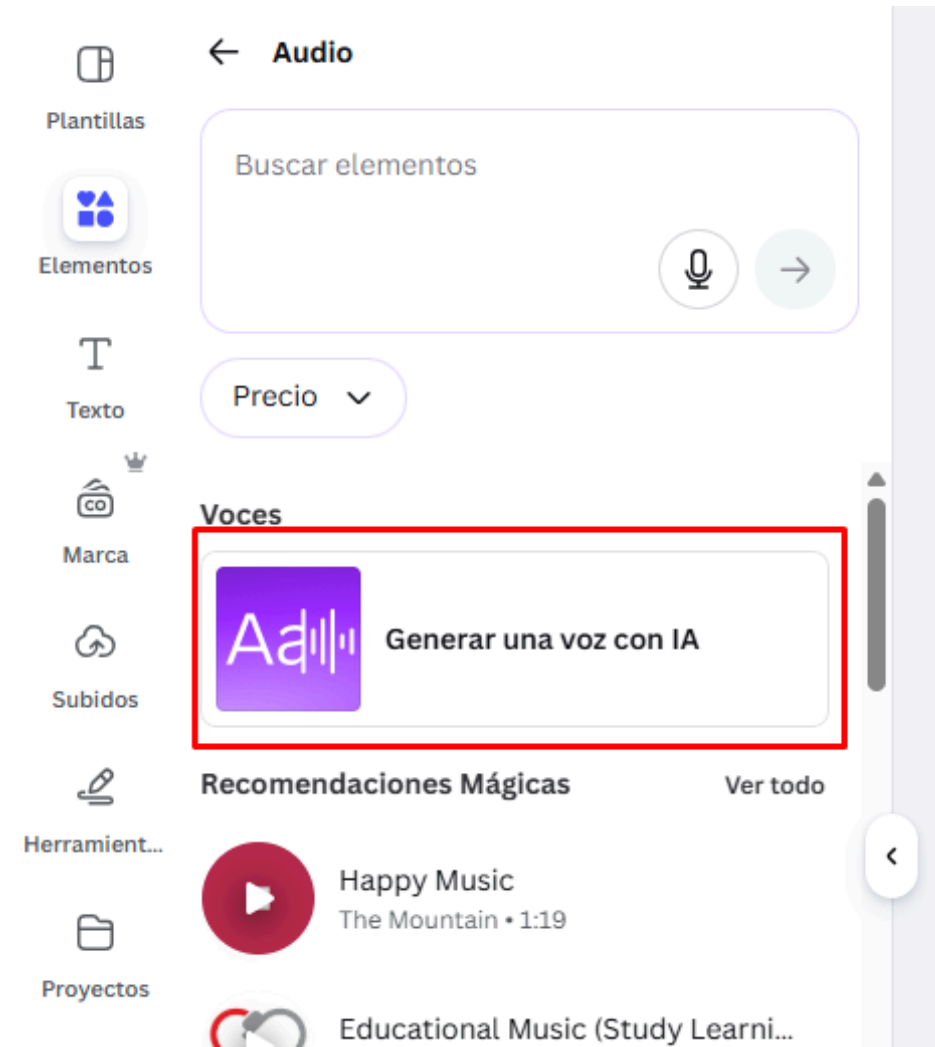 Audio
Plantillas
Buscar elementos
Elementos
Precio
Texto
CO
Marca
Voces
Aa
Generar una voz con IA
Subidos
Recomendaciones Mágicas Ver todo
Herramient...
Happy Music
The Mountain • 1:19
Proyectos
Educational Music (Study Learni...